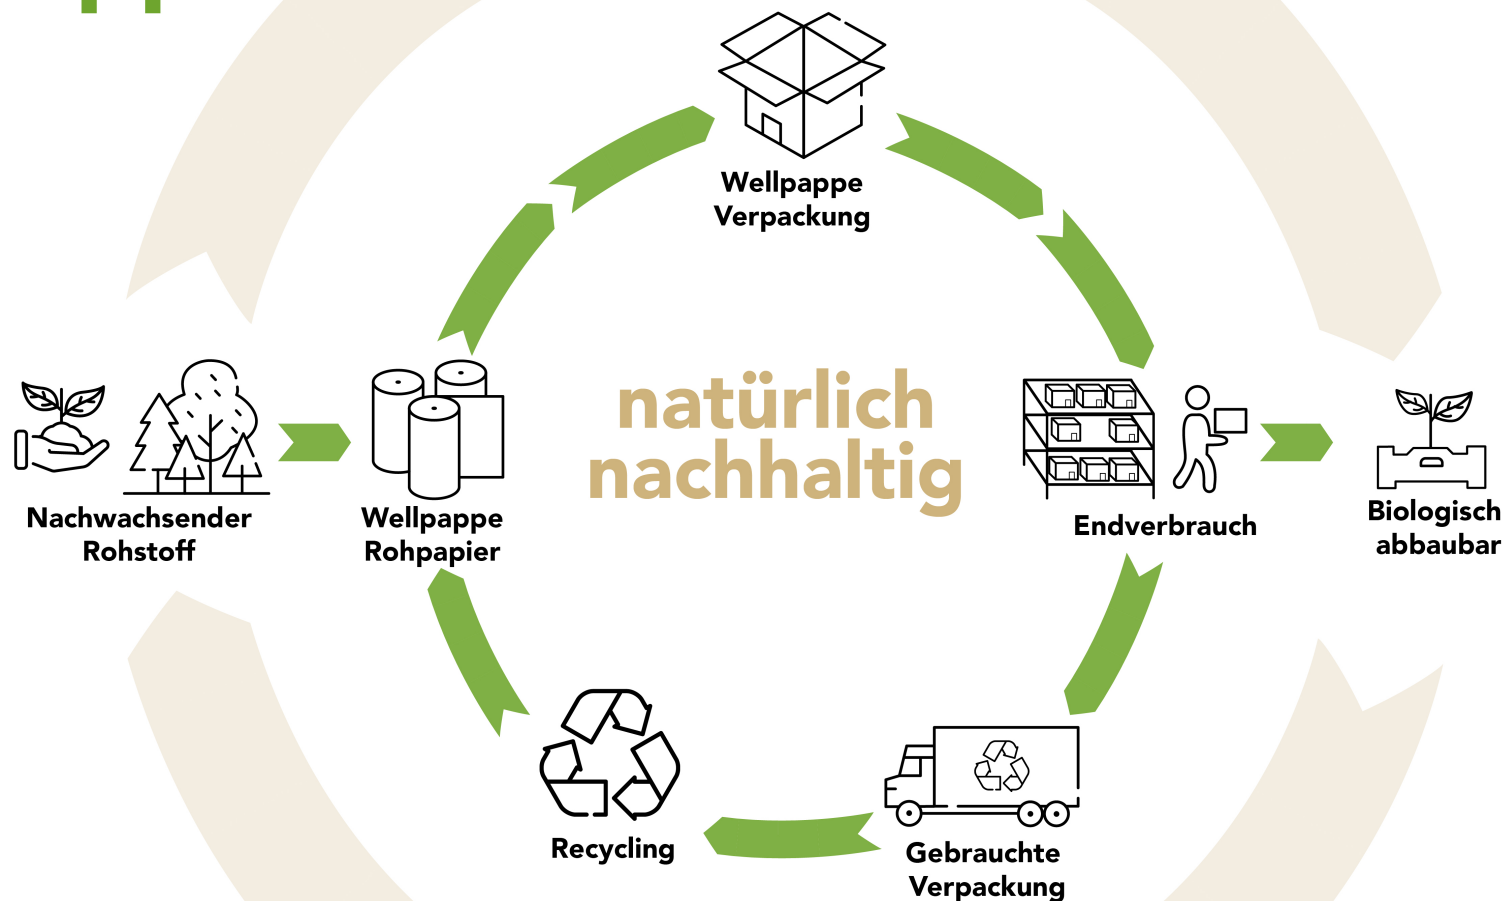 Wellpappe
Verpackung
natürlich
nachhaltig
Nachwachsender
Rohstoff
Wellpappe
Rohpapier
Endverbrauch
Biologisch
abbaubar
Recycling
Gebrauchte
Verpackung